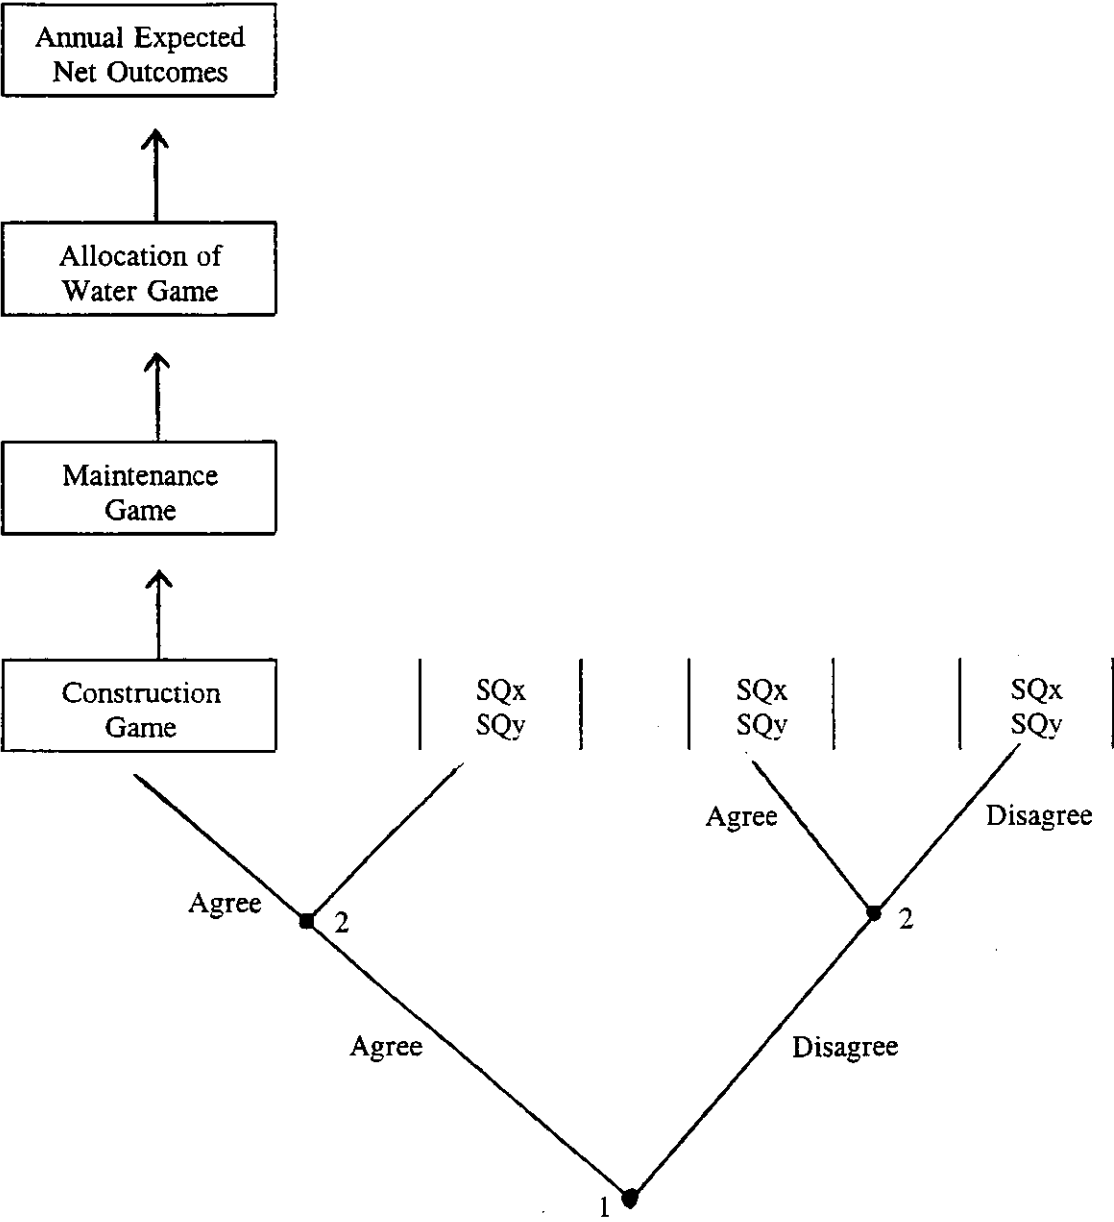 Annual Expected
Net Outcomes
Allocation of
Water Game
Maintenance
Game
Construction
Game
SQx
SQy
SQx
SQy
SQx
SQy
Agree
Disagree
Agree
2
2
Agree
Disagree
1